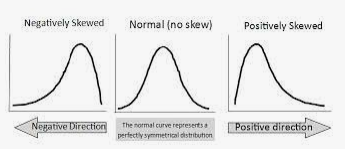 Negatively Skewed
Normal (no skew)
Positively Skewed
Negative Direction
The normal curve represents a
perfectly symmetrical distribution.
Positive direction